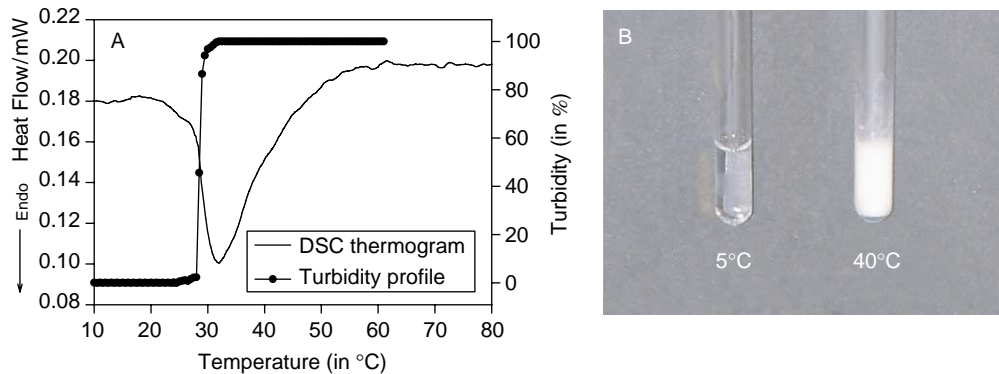 A
Heat Flow/mW
Endo
0.22
0.20
0.18
0.16
0.14
0.12
0.10
0.08
10 20 30 40 50 60 70 80
Temperature (in °C)
100
80
60
40
20
0
Turbidity (in %)
DSC thermogram
Turbidity profile
B
5°C
40°C